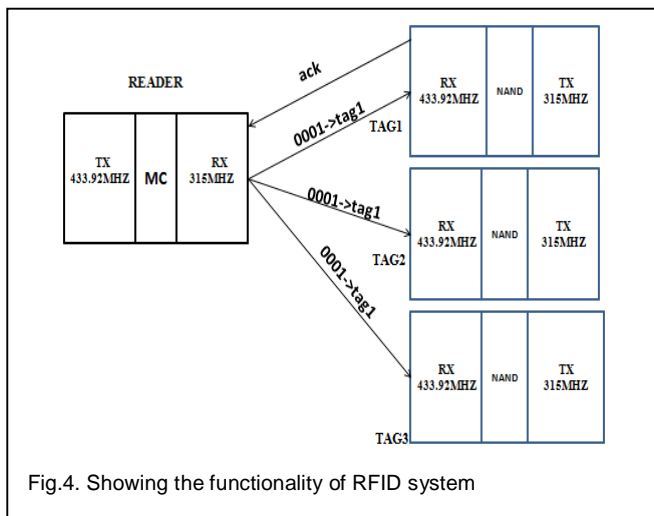 READER
TX
433.92MHZ
MC
RX
315MHZ
ack
0001->tag1
0001->tag1
0001->tag1
RX
433.92MHZ
NAND
TX
315MHZ
TAG1
RX
433.92MHZ
NAND
TX
315MHZ
TAG2
RX
433.92MHZ
NAND
TX
315MHZ
TAG3
Fig.4. Showing the functionality of RFID system